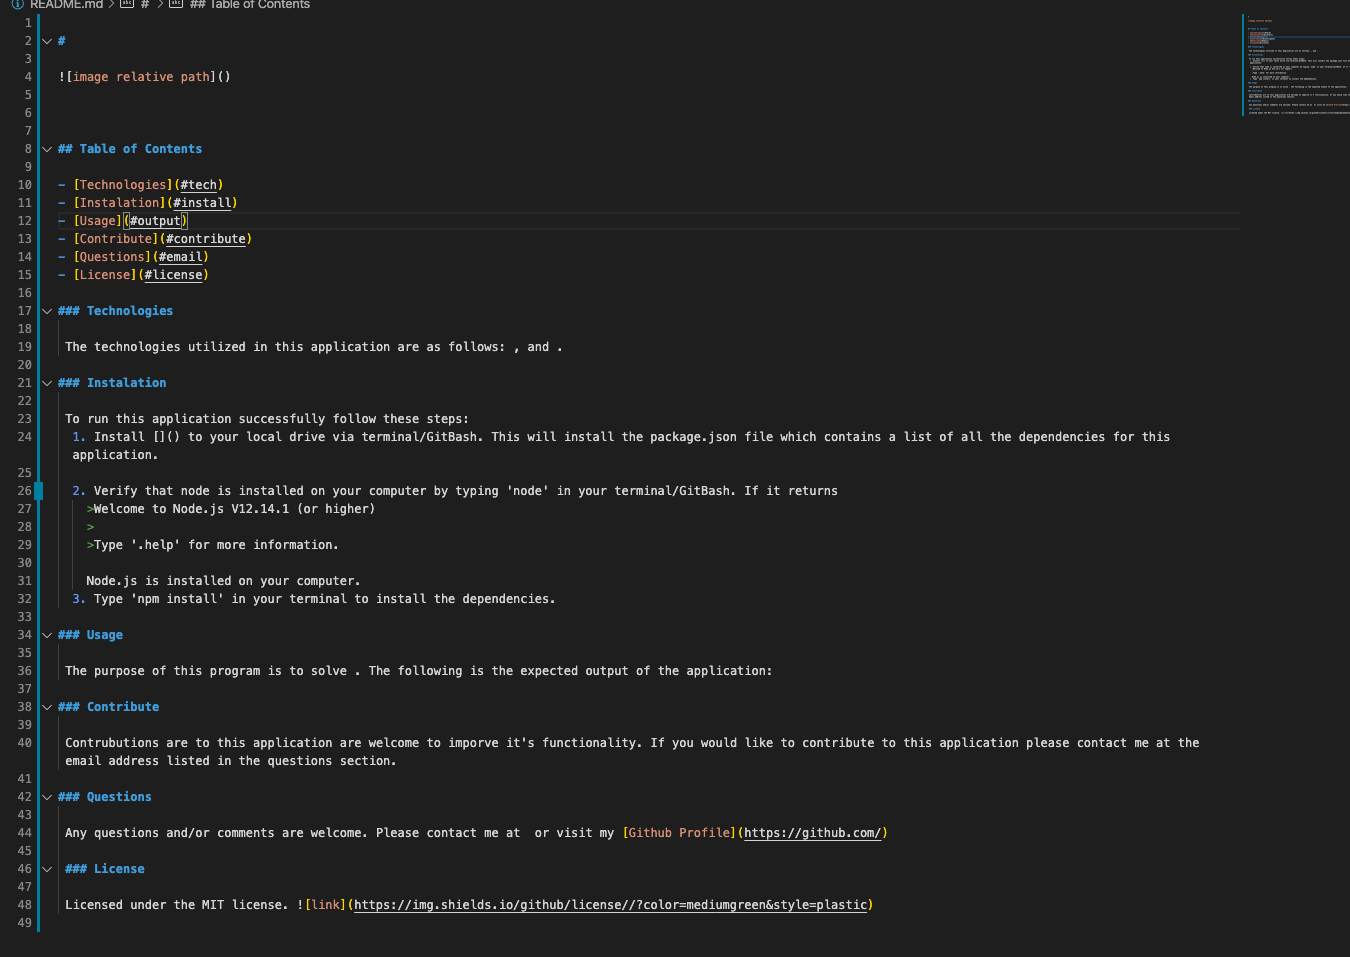 README.md > # > ## Table of Contents
1
2 #
3
4 ![image relative path]()
5
6
7
8 ## Table of Contents
9
10 - [Technologies](#tech)
11 - [Instalation](#install)
12 - [Usage](#output)
13 - [Contribute](#contribute)
14 - [Questions](#email)
15 - [License](#license)
16
17 ### Technologies
18
19 The technologies utilized in this application are as follows: , and .
20
21 ### Instalation
22
23 To run this application successfully follow these steps:
24 1. Install []() to your local drive via terminal/GitBash. This will install the package.json file which contains a list of all the dependencies for this
application.
25
26 2. Verify that node is installed on your computer by typing 'node' in your terminal/GitBash. If it returns
27 >Welcome to Node.js V12.14.1 (or higher)
28 >
29 >Type '.help' for more information.
30
31 Node.js is installed on your computer.
32 3. Type 'npm install' in your terminal to install the dependencies.
33
34 ### Usage
35
36 The purpose of this program is to solve . The following is the expected output of the application:
37
38 ### Contribute
39
40 Contrubutions are to this application are welcome to imporve it's functionality. If you would like to contribute to this application please contact me at the
email address listed in the questions section.
41
42 ### Questions
43
44 Any questions and/or comments are welcome. Please contact me at  or visit my [Github Profile](https://github.com/)
45
46 ### License
47
48 Licensed under the MIT license. ![link](https://img.shields.io/github/license//?color=mediumgreen&style=plastic)
49